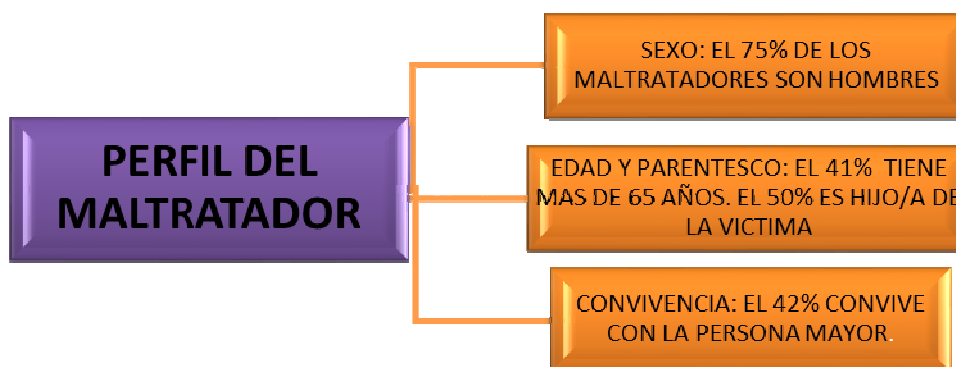 PERFIL DEL
MALTRATADOR
SEXO: EL 75% DE LOS
MALTRATADORES SON HOMBRES
EDAD Y PARENTESCO: EL 41% TIENE
MAS DE 65 AÑOS. EL 50% ES HIJO/A DE
LA VICTIMA
CONVIVENCIA: EL 42% CONVIVE
CON LA PERSONA MAYOR.